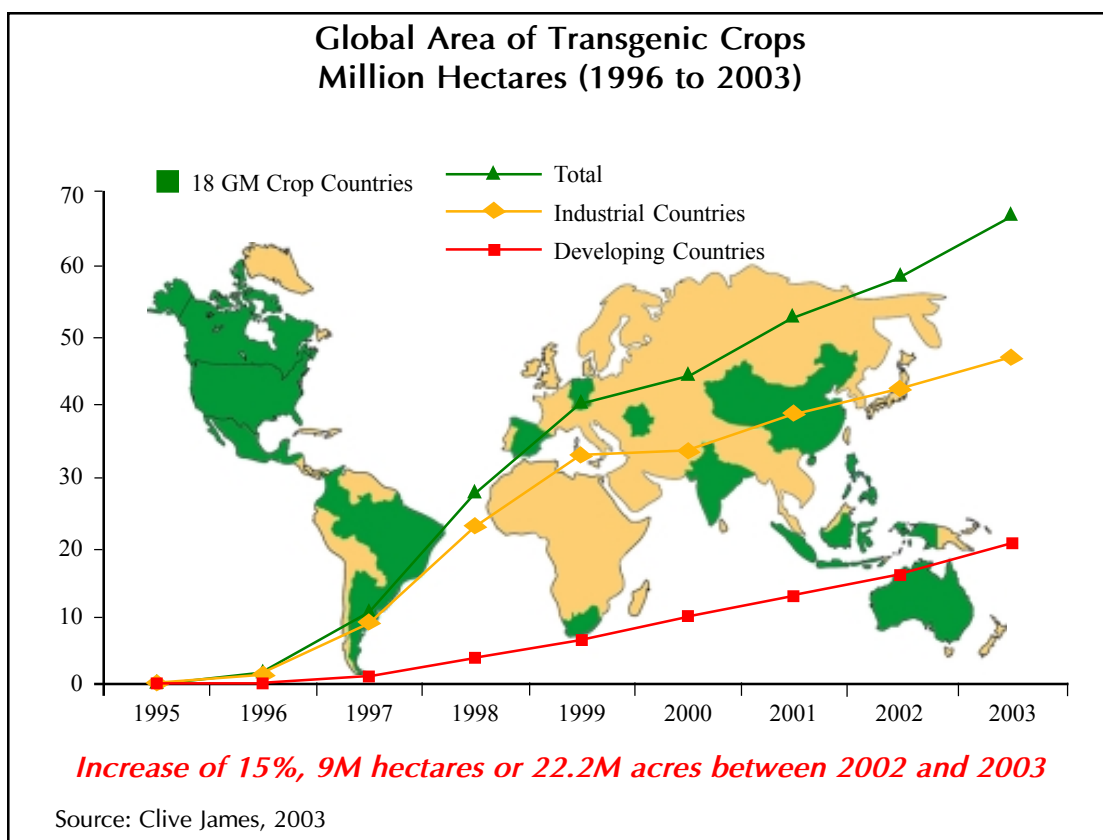 Global Area of Transgenic Crops
Million Hectares (1996 to 2003)
18 GM Crop Countries
Total
Industrial Countries
Developing Countries
70
60
50
40
30
20
10
0
1995 1996 1997 1998 1999 2000 2001 2002 2003
Increase of 15%, 9M hectares or 22.2M acres between 2002 and 2003
Source: Clive James, 2003